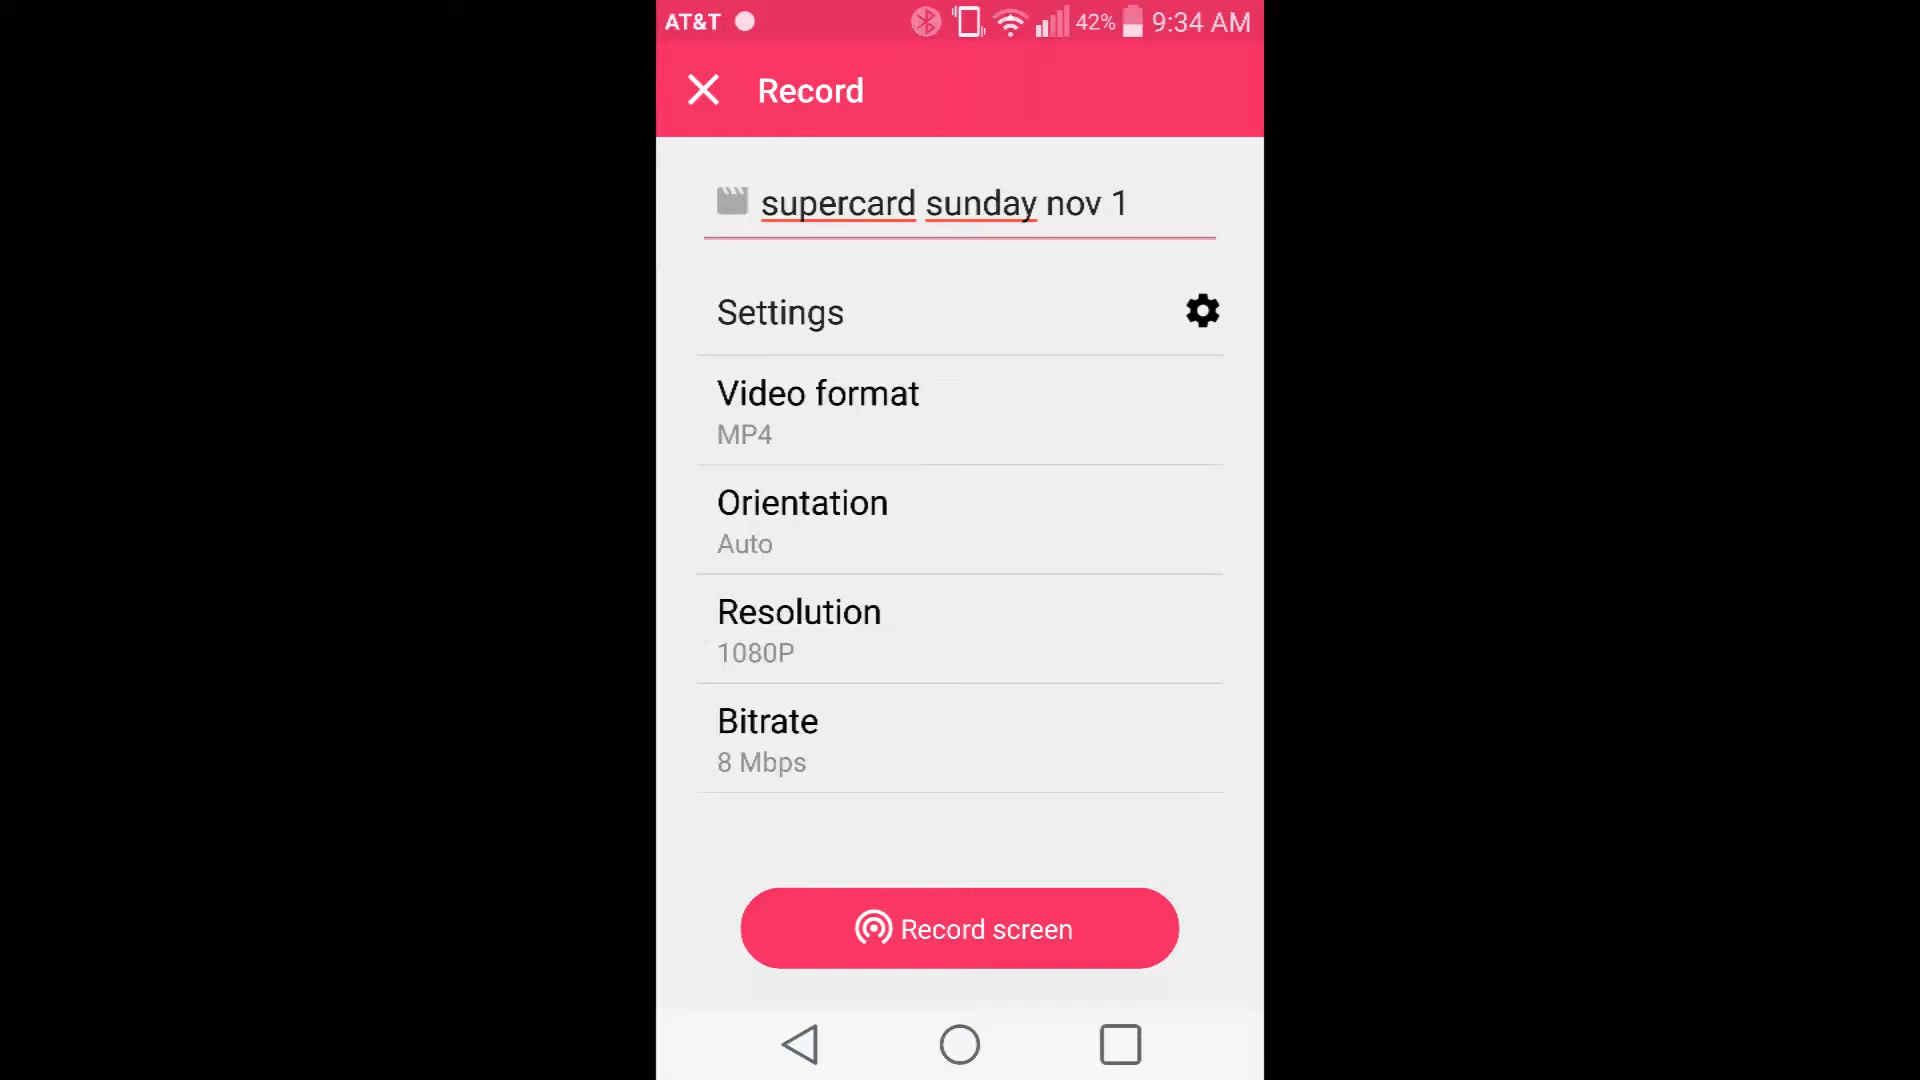 AT&T 42% 9:34 AM
Record
supercard sunday nov 1
Settings
Video format
MP4
Orientation
Auto
Resolution
1080P
Bitrate
8 Mbps
Record screen